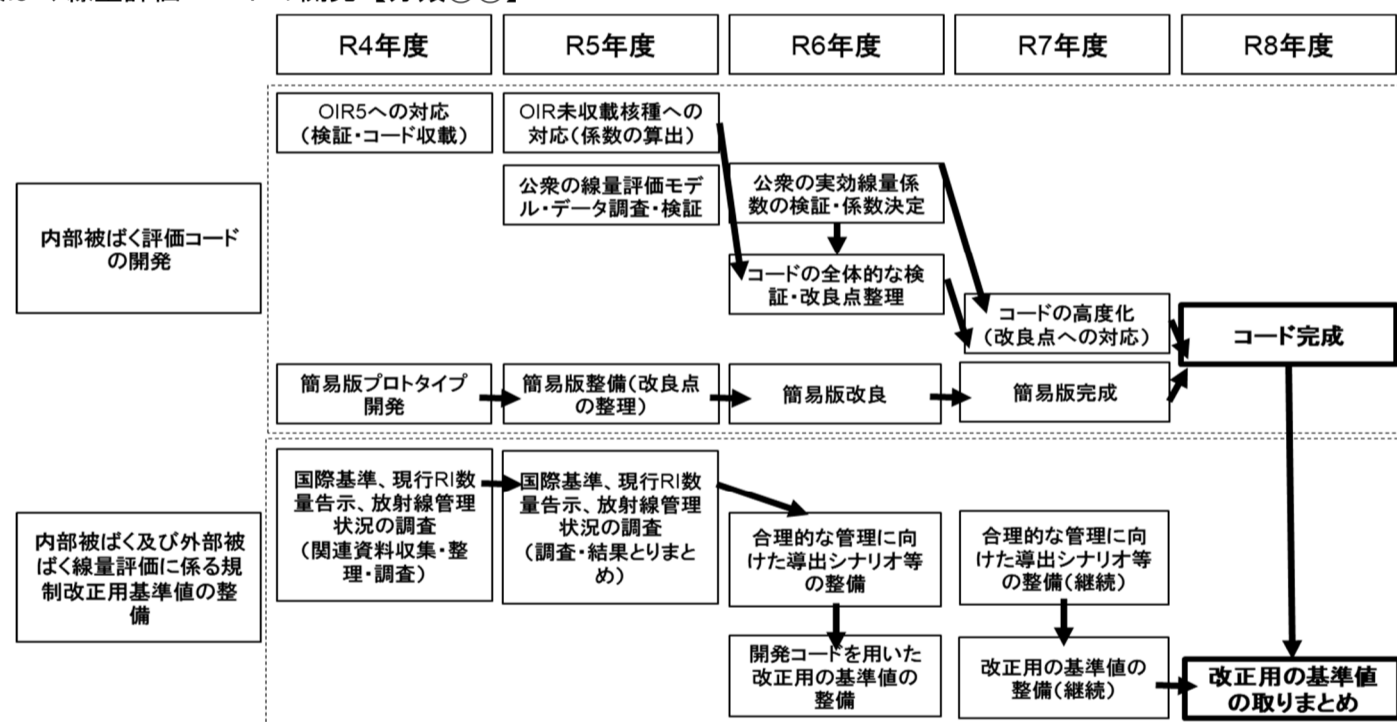 線量評価
R4年度
R5年度
R6年度
R7年度
R8年度
内部被ばく評価コード
の開発
OIR5への対応
(検証・コード収載)
OIR未収載核種への
対応(係数の算出)
公衆の線量評価モデ
ル・データ調査・検証
公衆の実効線量係
数の検証・係数決定
コードの全体的な検
証・改良点整理
コードの高度化
(改良点への対応)
コード完成
簡易版プロトタイプ
開発
簡易版整備(改良点
の整理)
簡易版改良
簡易版完成
内部被ばく及び外部被
ばく線量評価に係る規
制改正用基準値の整
備
国際基準、現行RI数
量告示、放射線管理
状況の調査
(関連資料収集・整
理・調査)
国際基準、現行RI数
量告示、放射線管理
状況の調査
(調査・結果とりまと
め)
合理的な管理に向
けた導出シナリオ等
の整備
合理的な管理に向
けた導出シナリオ等
の整備(継続)
開発コードを用いた
改正用の基準値の
整備
改正用の基準値の
整備(継続)
改正用の基準値
の取りまとめ